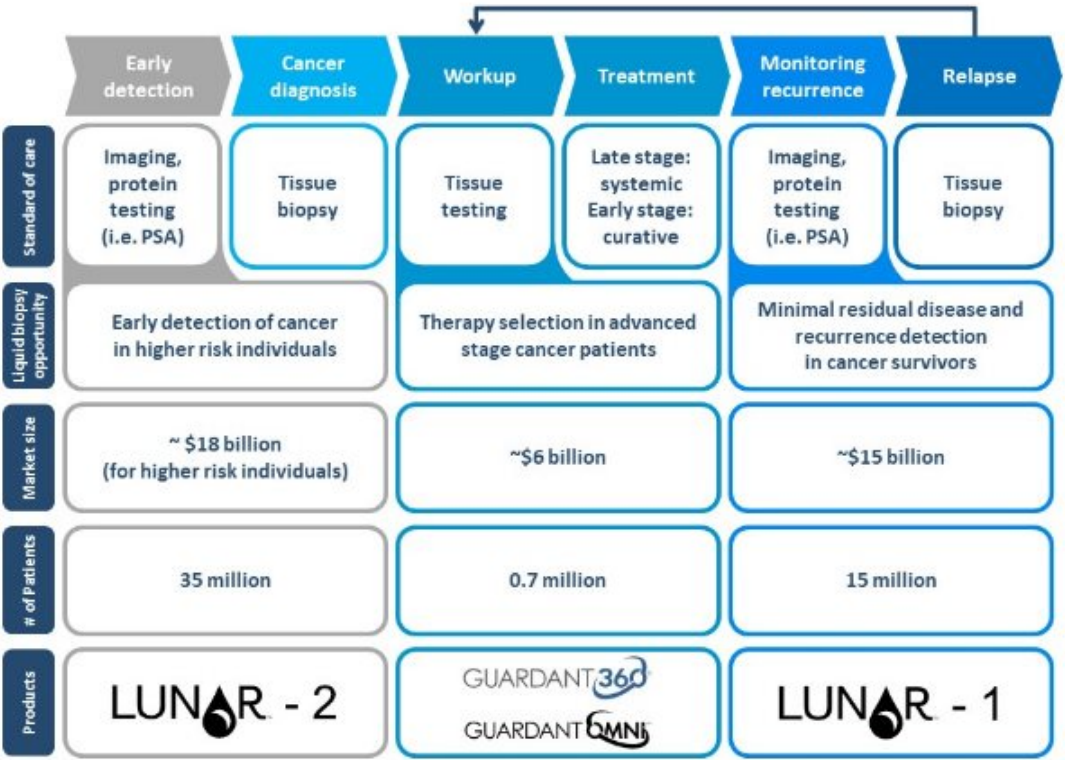 Early
detection
Cancer
diagnosis
Workup
Treatment
Monitoring
recurrence
Relapse
Standard of care
Imaging,
protein
testing
(i.e. PSA)
Tissue
biopsy
Tissue
testing
Late stage:
systemic
Early stage:
curative
Imaging,
protein
testing
(i.e. PSA)
Tissue
biopsy
Liquid biopsy
opportunity
Early detection of cancer
in higher risk individuals
Therapy selection in advanced
stage cancer patients
Minimal residual disease and
recurrence detection
in cancer survivors
Market size
~ $18 billion
(for higher risk individuals)
~$6 billion
~$15 billion
# of Patients
35 million
0.7 million
15 million
Products
LUNAR - 2
GUARDANT 360
GUARDANT OMNI
LUNAR - 1